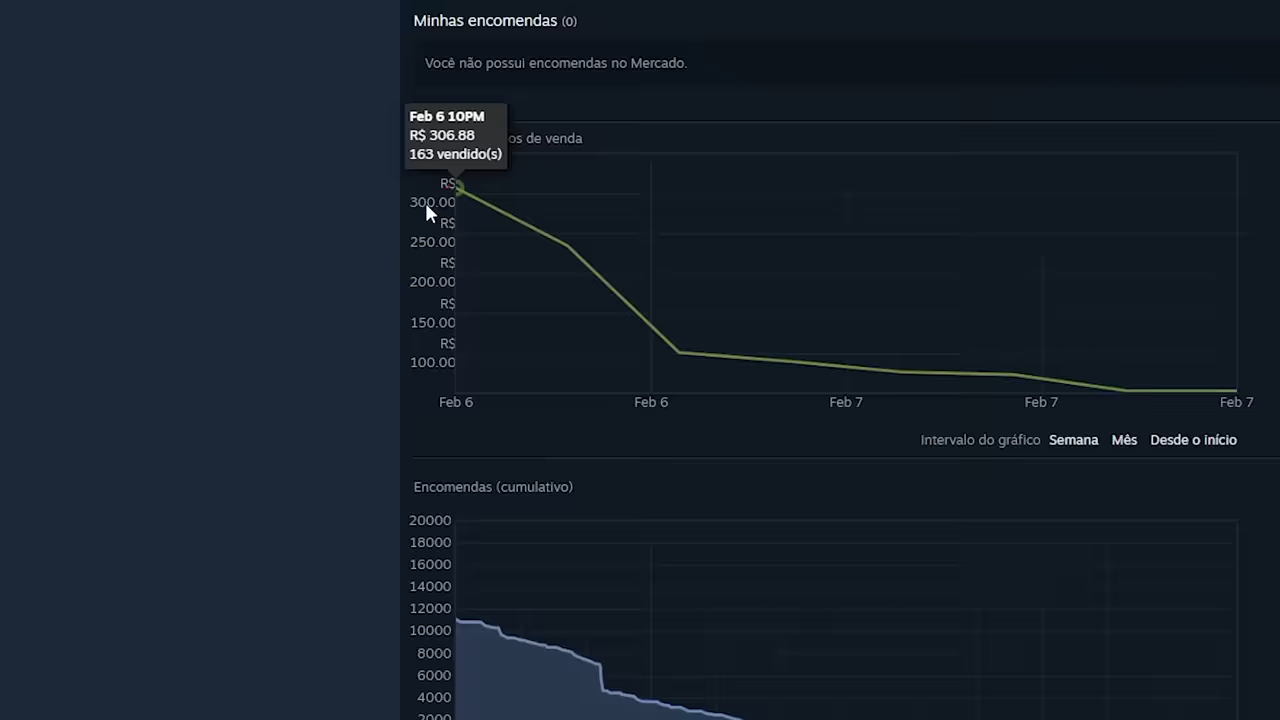 Minhas encomendas (0)
Você não possui encomendas no Mercado.
Feb 6 10PM
R$ 306.88
163 vendido(s)
os de venda
R$
300.00
R$
250.00
R$
200.00
R$
150.00
R$
100.00
Feb 6
Feb 6
Feb 7
Feb 7
Feb 7
Intervalo do gráfico Semana Mês Desde o início
Encomendas (cumulativo)
20000
18000
16000
14000
12000
10000
8000
6000
4000
2000